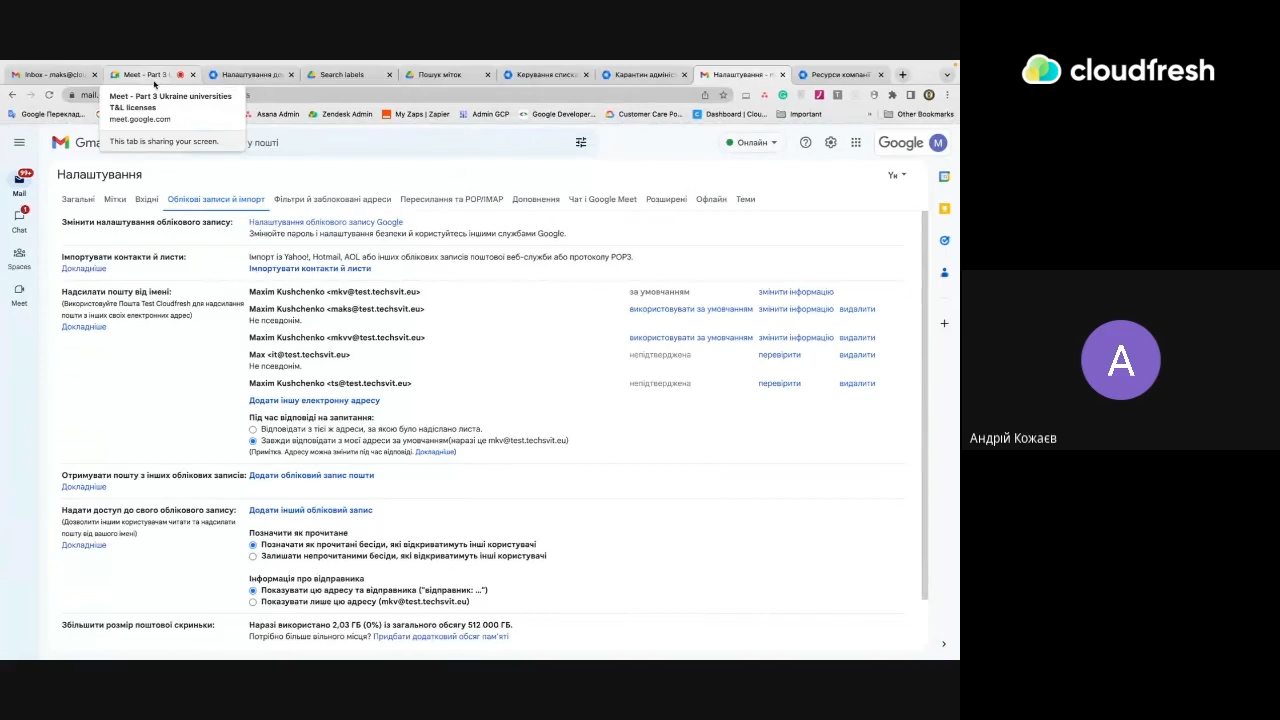 cloudfresh
Inbox - maks@clo
Meet - Part 3 U
Налаштування до
Search labels
Пошук міток
Керування списка
Карантин адмініс
Налаштування - m
Ресурси компанії
mail.
Meet - Part 3 Ukraine universities
T&L licenses
meet.google.com
This tab is sharing your screen.
Google Переклад...
Asana Admin
Zendesk Admin
My Zaps | Zapier
Admin GCP
Google Developer...
Customer Care Po...
Dashboard | Clou...
Important
Other Bookmarks
у пошті
Онлайн
Google
M
99+
Mail
1
Chat
Spaces
Meet
Налаштування
Ук
Загальні Мітки Вхідні Облікові записи й імпорт Фільтри й заблоковані адреси Пересилання та POP/IMAP Доповнення Чат і Google Meet Розширені Офлайн Теми
Змінити налаштування облікового запису: Налаштування облікового запису Google
Змінюйте пароль і налаштування безпеки й користуйтесь іншими службами Google.
Імпортувати контакти й листи: Імпорт із Yahoo!, Hotmail, AOL або інших облікових записів поштової веб-служби або протоколу POP3.
Докладніше Імпортувати контакти й листи
Надсилати пошту від імені: Maxim Kushchenko <mkv@test.techsvit.eu> за умовчанням змінити інформацію
(Використовуйте Пошта Test Cloudfresh для надсилання
пошти з інших своїх електронних адрес)
Докладніше
Maxim Kushchenko <maks@test.techsvit.eu> використовувати за умовчанням змінити інформацію видалити
Не псевдонім.
Maxim Kushchenko <mkvv@test.techsvit.eu> використовувати за умовчанням змінити інформацію видалити
Max <it@test.techsvit.eu> непідтверджена перевірити видалити
Не псевдонім.
Maxim Kushchenko <ts@test.techsvit.eu> непідтверджена перевірити видалити
Додати іншу електронну адресу
Під час відповіді на запитання:
Відповідати з тієї ж адреси, за якою було надіслано листа.
Завжди відповідати з моєї адреси за умовчанням(наразі це mkv@test.techsvit.eu)
(Примітка. Адресу можна змінити під час відповіді. Докладніше)
Отримувати пошту з інших облікових записів: Додати обліковий запис пошти
Докладніше
Надати доступ до свого облікового запису: Додати інший обліковий запис
(Дозволити іншим користувачам читати та надсилати
пошту від вашого імені)
Докладніше
Позначити як прочитане
Позначати як прочитані бесіди, які відкриватимуть інші користувачі
Залишати непрочитаними бесіди, які відкриватимуть інші користувачі
Інформація про відправника
Показувати цю адресу та відправника ("відправник: ...")
Показувати лише цю адресу (mkv@test.techsvit.eu)
Збільшити розмір поштової скриньки: Наразі використано 2,03 ГБ (0%) із загального обсягу 512 000 ГБ.
Потрібно більше вільного місця? Придбати додатковий обсяг пам'яті
A
Андрій Кожаєв